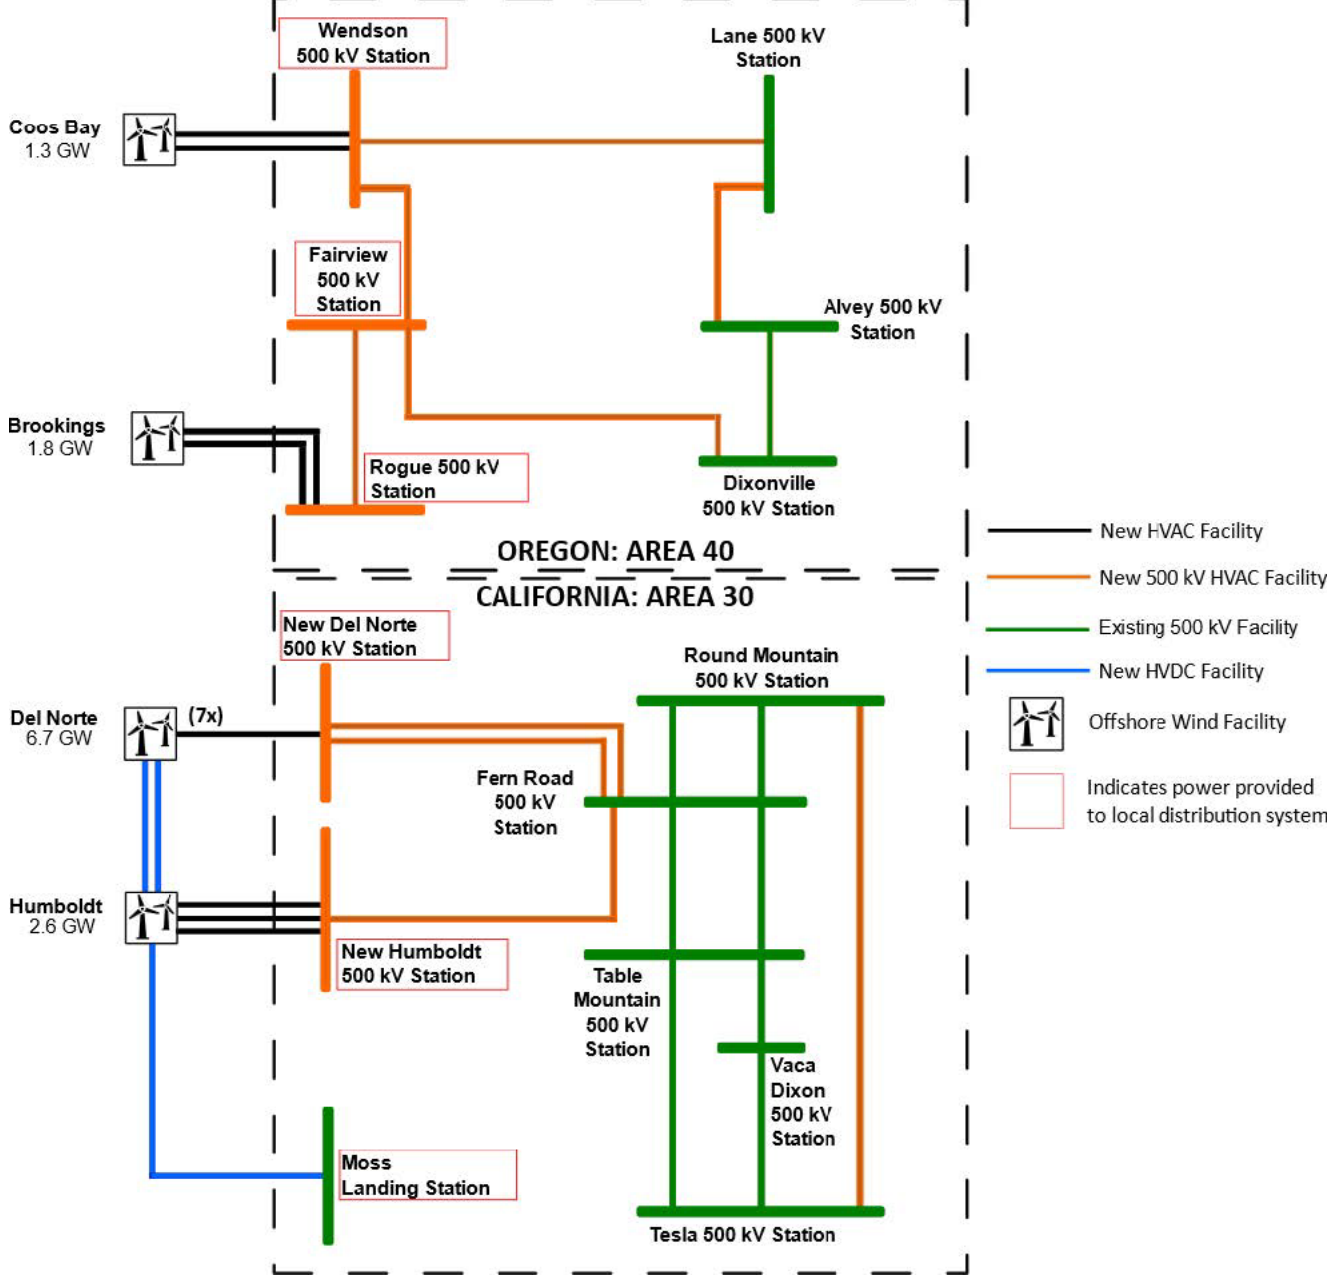 Wendson
500 kV Station
Lane 500 kV
Station
Coos Bay
1.3 GW
Fairview
500 kV
Station
Alvey 500 kV
Station
Brookings
1.8 GW
Rogue 500 kV
Station
Dixonville
500 kV Station
OREGON: AREA 40
CALIFORNIA: AREA 30
New HVAC Facility
New 500 kV HVAC Facility
Existing 500 kV Facility
New HVDC Facility
Offshore Wind Facility
Indicates power provided
to local distribution system
New Del Norte
500 kV Station
Round Mountain
500 kV Station
Del Norte
6.7 GW
(7x)
Fern Road
500 kV
Station
Humboldt
2.6 GW
New Humboldt
500 kV Station
Table
Mountain
500 kV
Station
Vaca
Dixon
500 kV
Station
Moss
Landing Station
Tesla 500 kV Station